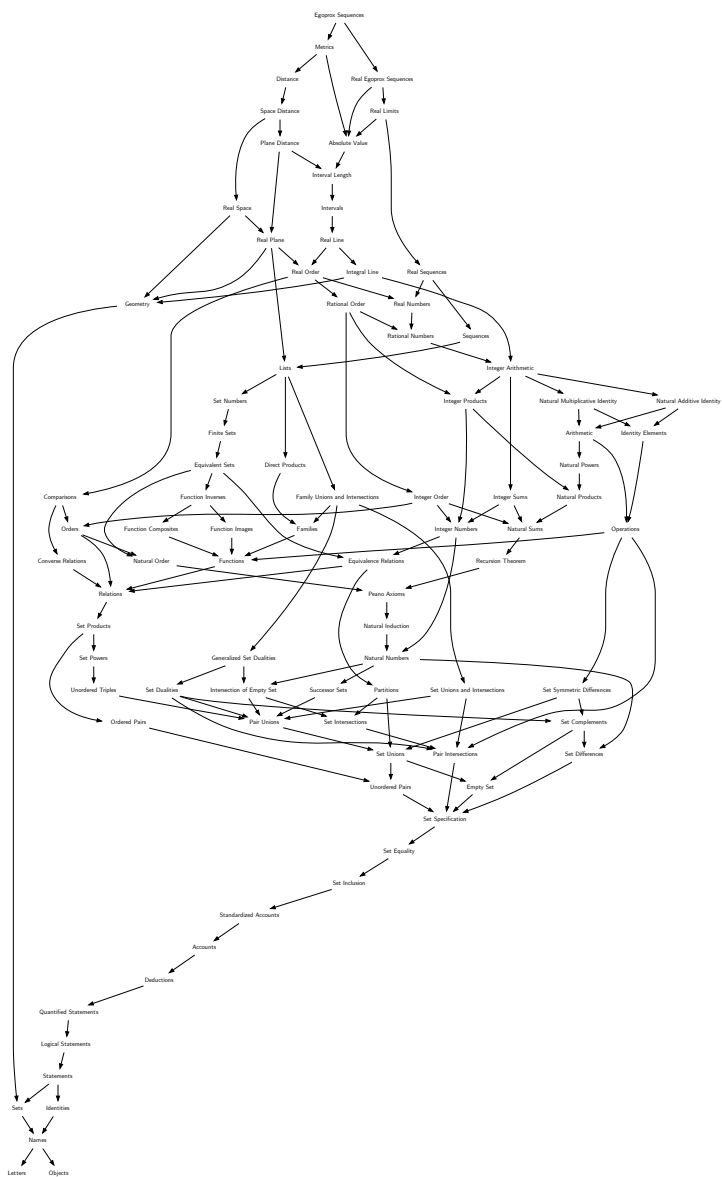 Egoprox Sequences
Metrics
Distance
Real Egoprox Sequences
Space Distance
Real Limits
Plane Distance
Absolute Value
Interval Length
Real Space
Intervals
Real Plane
Real Line
Real Order
Integral Line
Real Sequences
Geometry
Rational Order
Real Numbers
Rational Numbers
Sequences
Lists
Integer Arithmetic
Set Numbers
Integer Products
Natural Multiplicative Identity
Natural Additive Identity
Finite Sets
Arithmetic
Identity Elements
Equivalent Sets
Direct Products
Natural Powers
Comparisons
Function Inverses
Family Unions and Intersections
Integer Order
Integer Sums
Natural Products
Orders
Function Composites
Function Images
Families
Integer Numbers
Natural Sums
Operations
Converse Relations
Natural Order
Functions
Equivalence Relations
Recursion Theorem
Relations
Peano Axioms
Set Products
Natural Induction
Set Powers
Generalized Set Dualities
Natural Numbers
Unordered Triples
Set Dualities
Intersection of Empty Set
Successor Sets
Partitions
Set Unions and Intersections
Set Symmetric Differences
Ordered Pairs
Pair Unions
Set Intersections
Set Complements
Set Unions
Pair Intersections
Set Differences
Unordered Pairs
Empty Set
Set Specification
Set Equality
Set Inclusion
Standardized Accounts
Accounts
Deductions
Quantified Statements
Logical Statements
Statements
Sets
Identities
Names
Letters
Objects